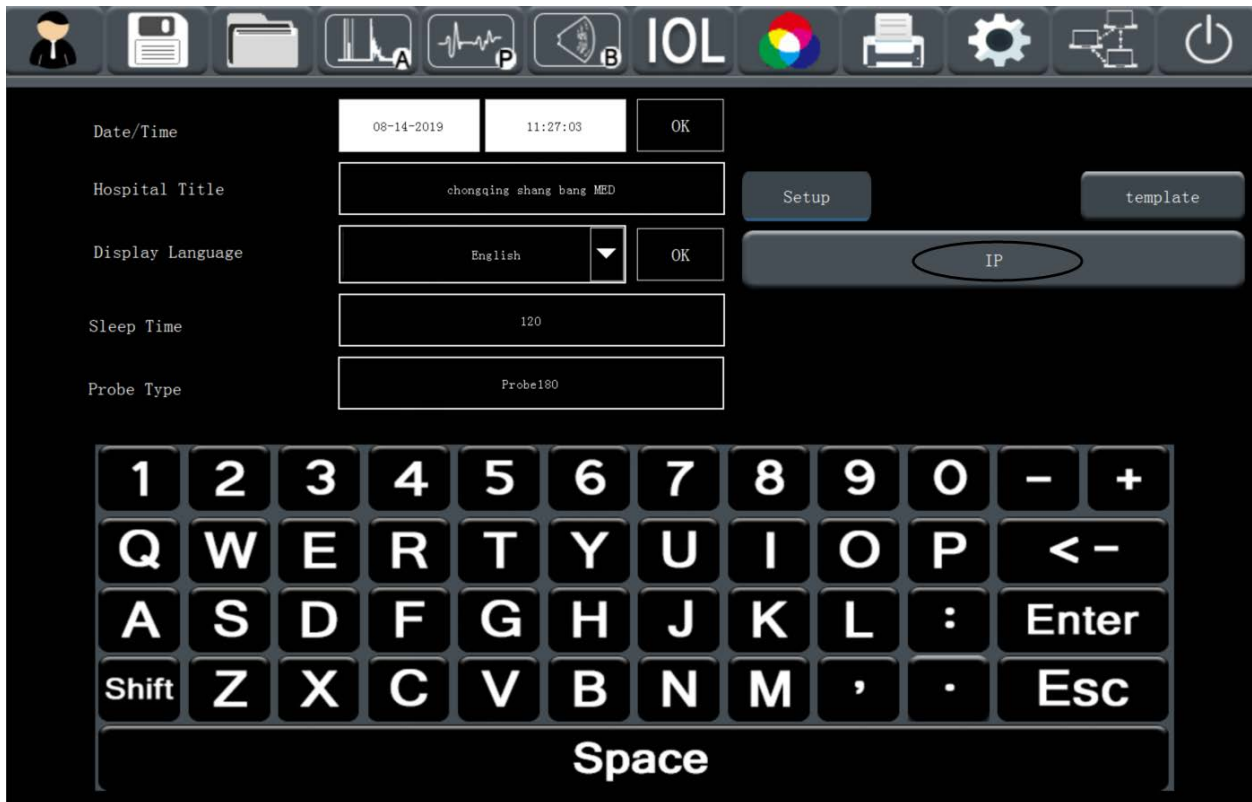 A P B IOL
Date/Time 08-14-2019 11:27:03 OK
Hospital Title chongqing shang bang MED Setup template
Display Language English OK IP
Sleep Time 120
Probe Type Probe180
1 2 3 4 5 6 7 8 9 0 - +
Q W E R T Y U I O P <-
A S D F G H J K L : Enter
Shift Z X C V B N M , . Esc
Space